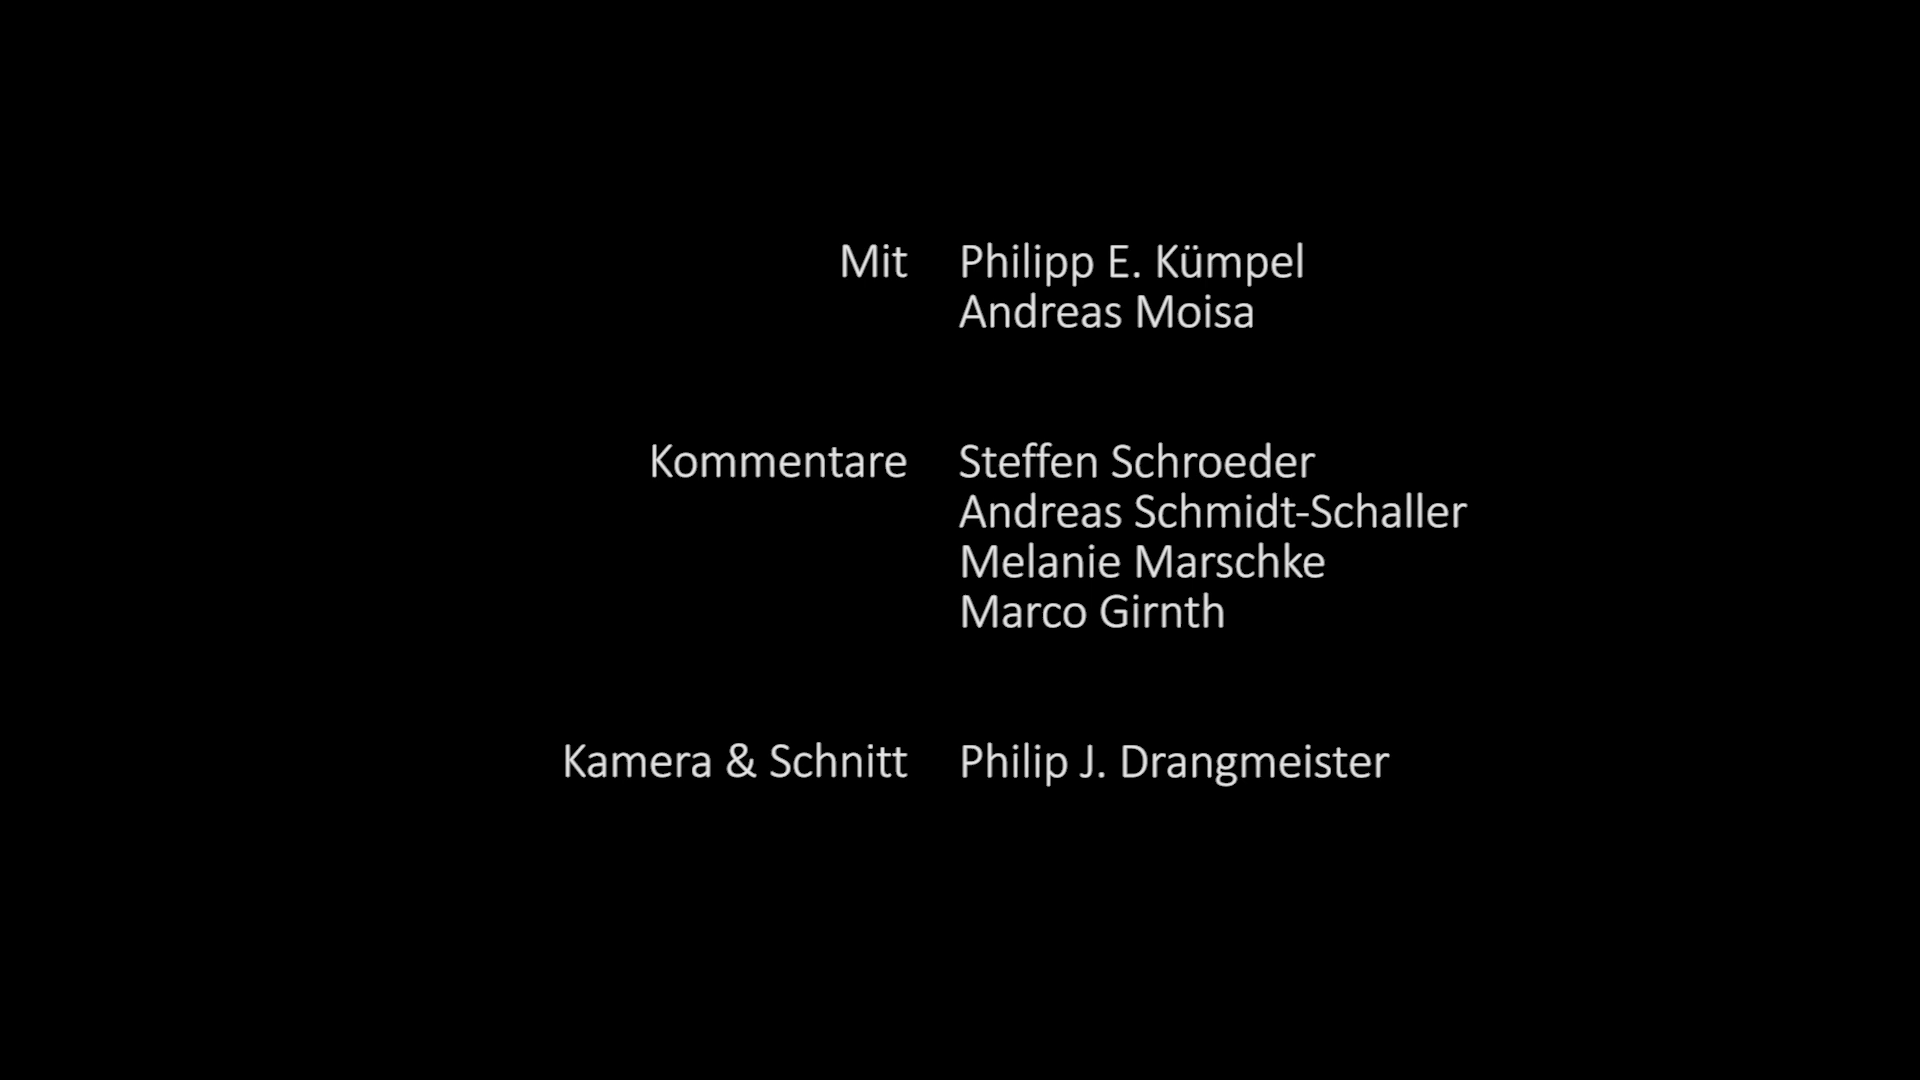 Mit Philipp E. Kümpel
Andreas Moisa
Kommentare Steffen Schroeder
Andreas Schmidt-Schaller
Melanie Marschke
Marco Girnth
Kamera & Schnitt Philip J. Drangmeister